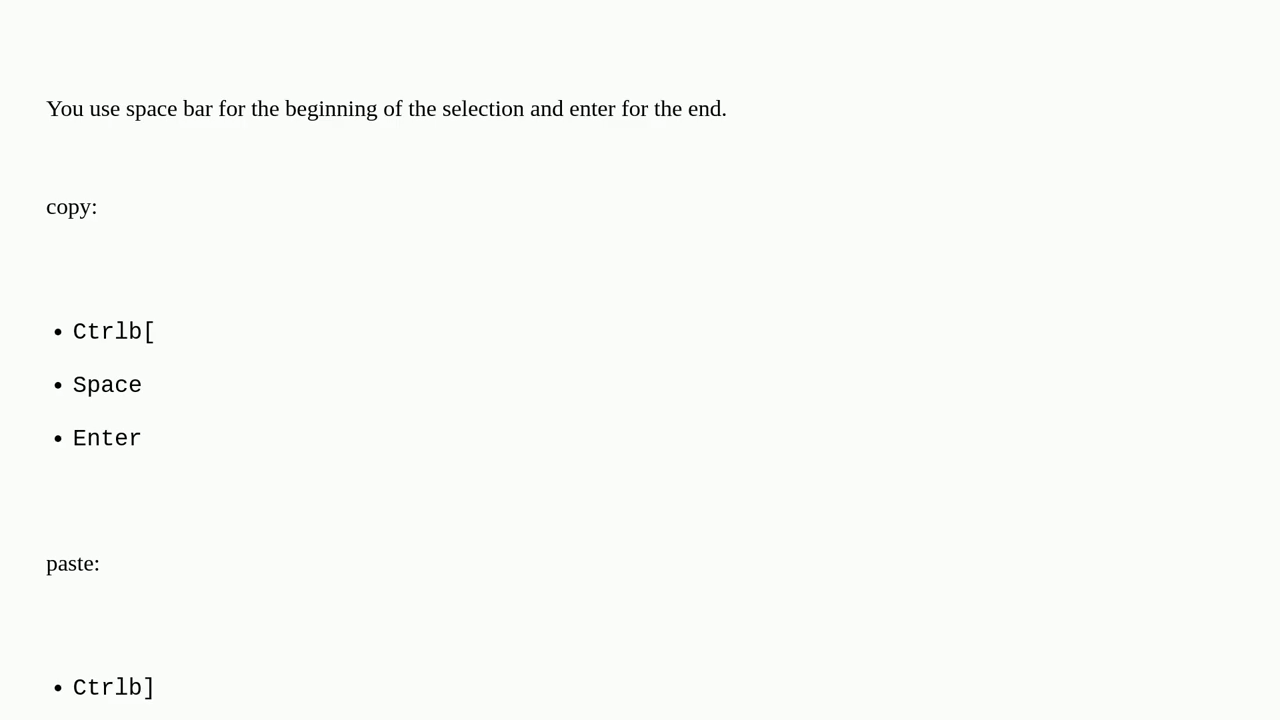 You use space bar for the beginning of the selection and enter for the end.
copy:
• Ctrlb[
• Space
• Enter
paste:
• Ctrlb]